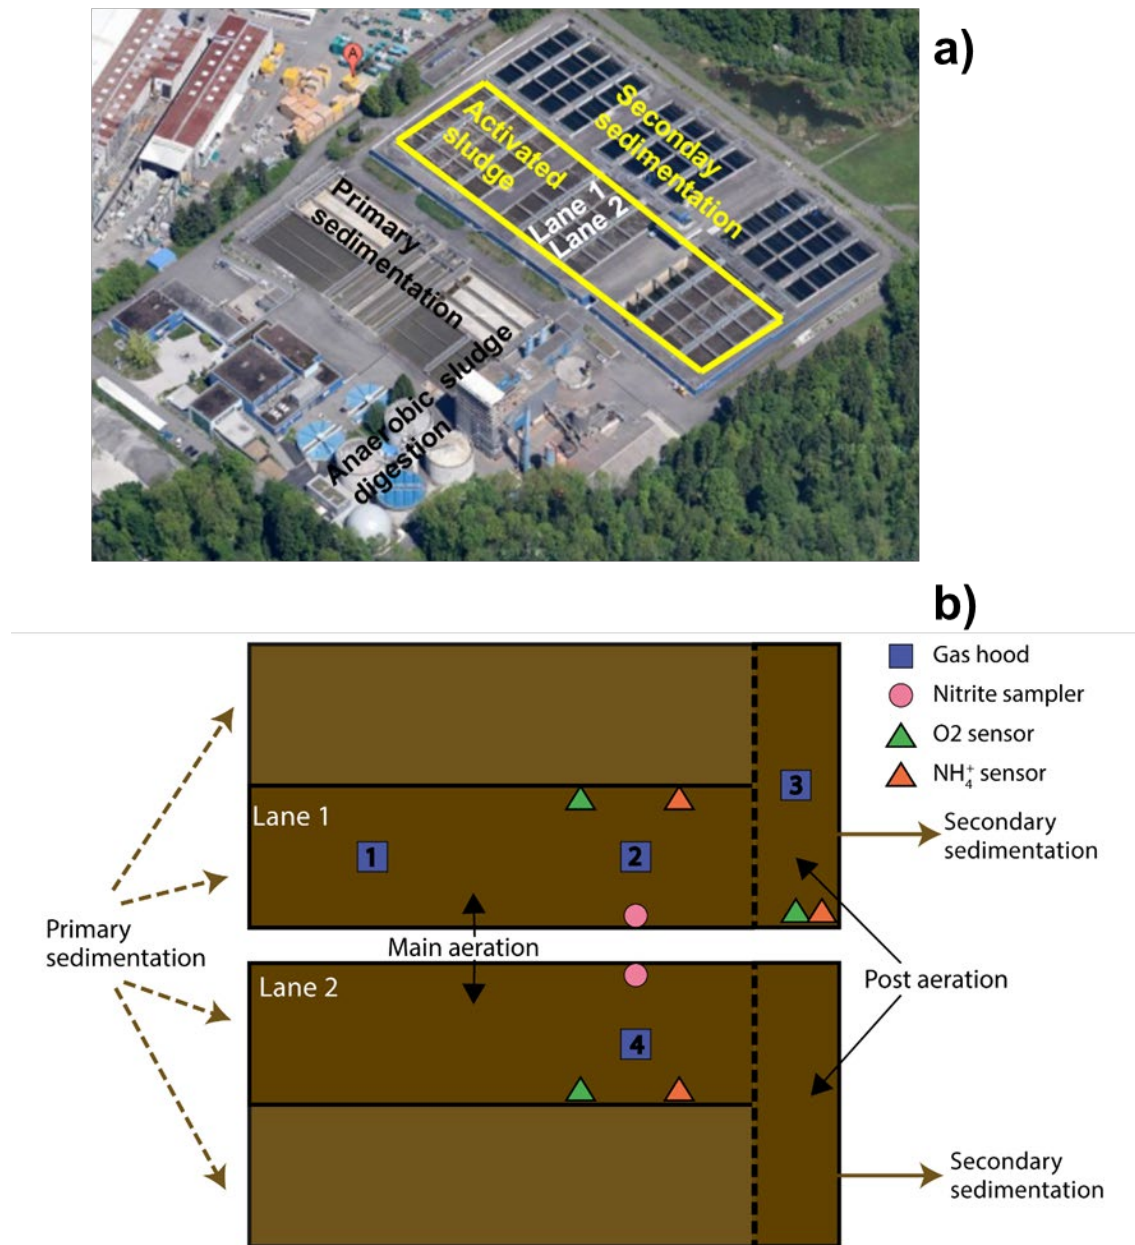 a)
A
Activated
sludge
Seconday
sedimentation
Lane 1
Lane 2
Primary
sedimentation
Anaerobic sludge
digestion
b)
Gas hood
Nitrite sampler
O2 sensor
NH₄⁺ sensor
Lane 1
1
2
3
Secondary
sedimentation
Primary
sedimentation
Main aeration
Post aeration
Lane 2
4
Secondary
sedimentation